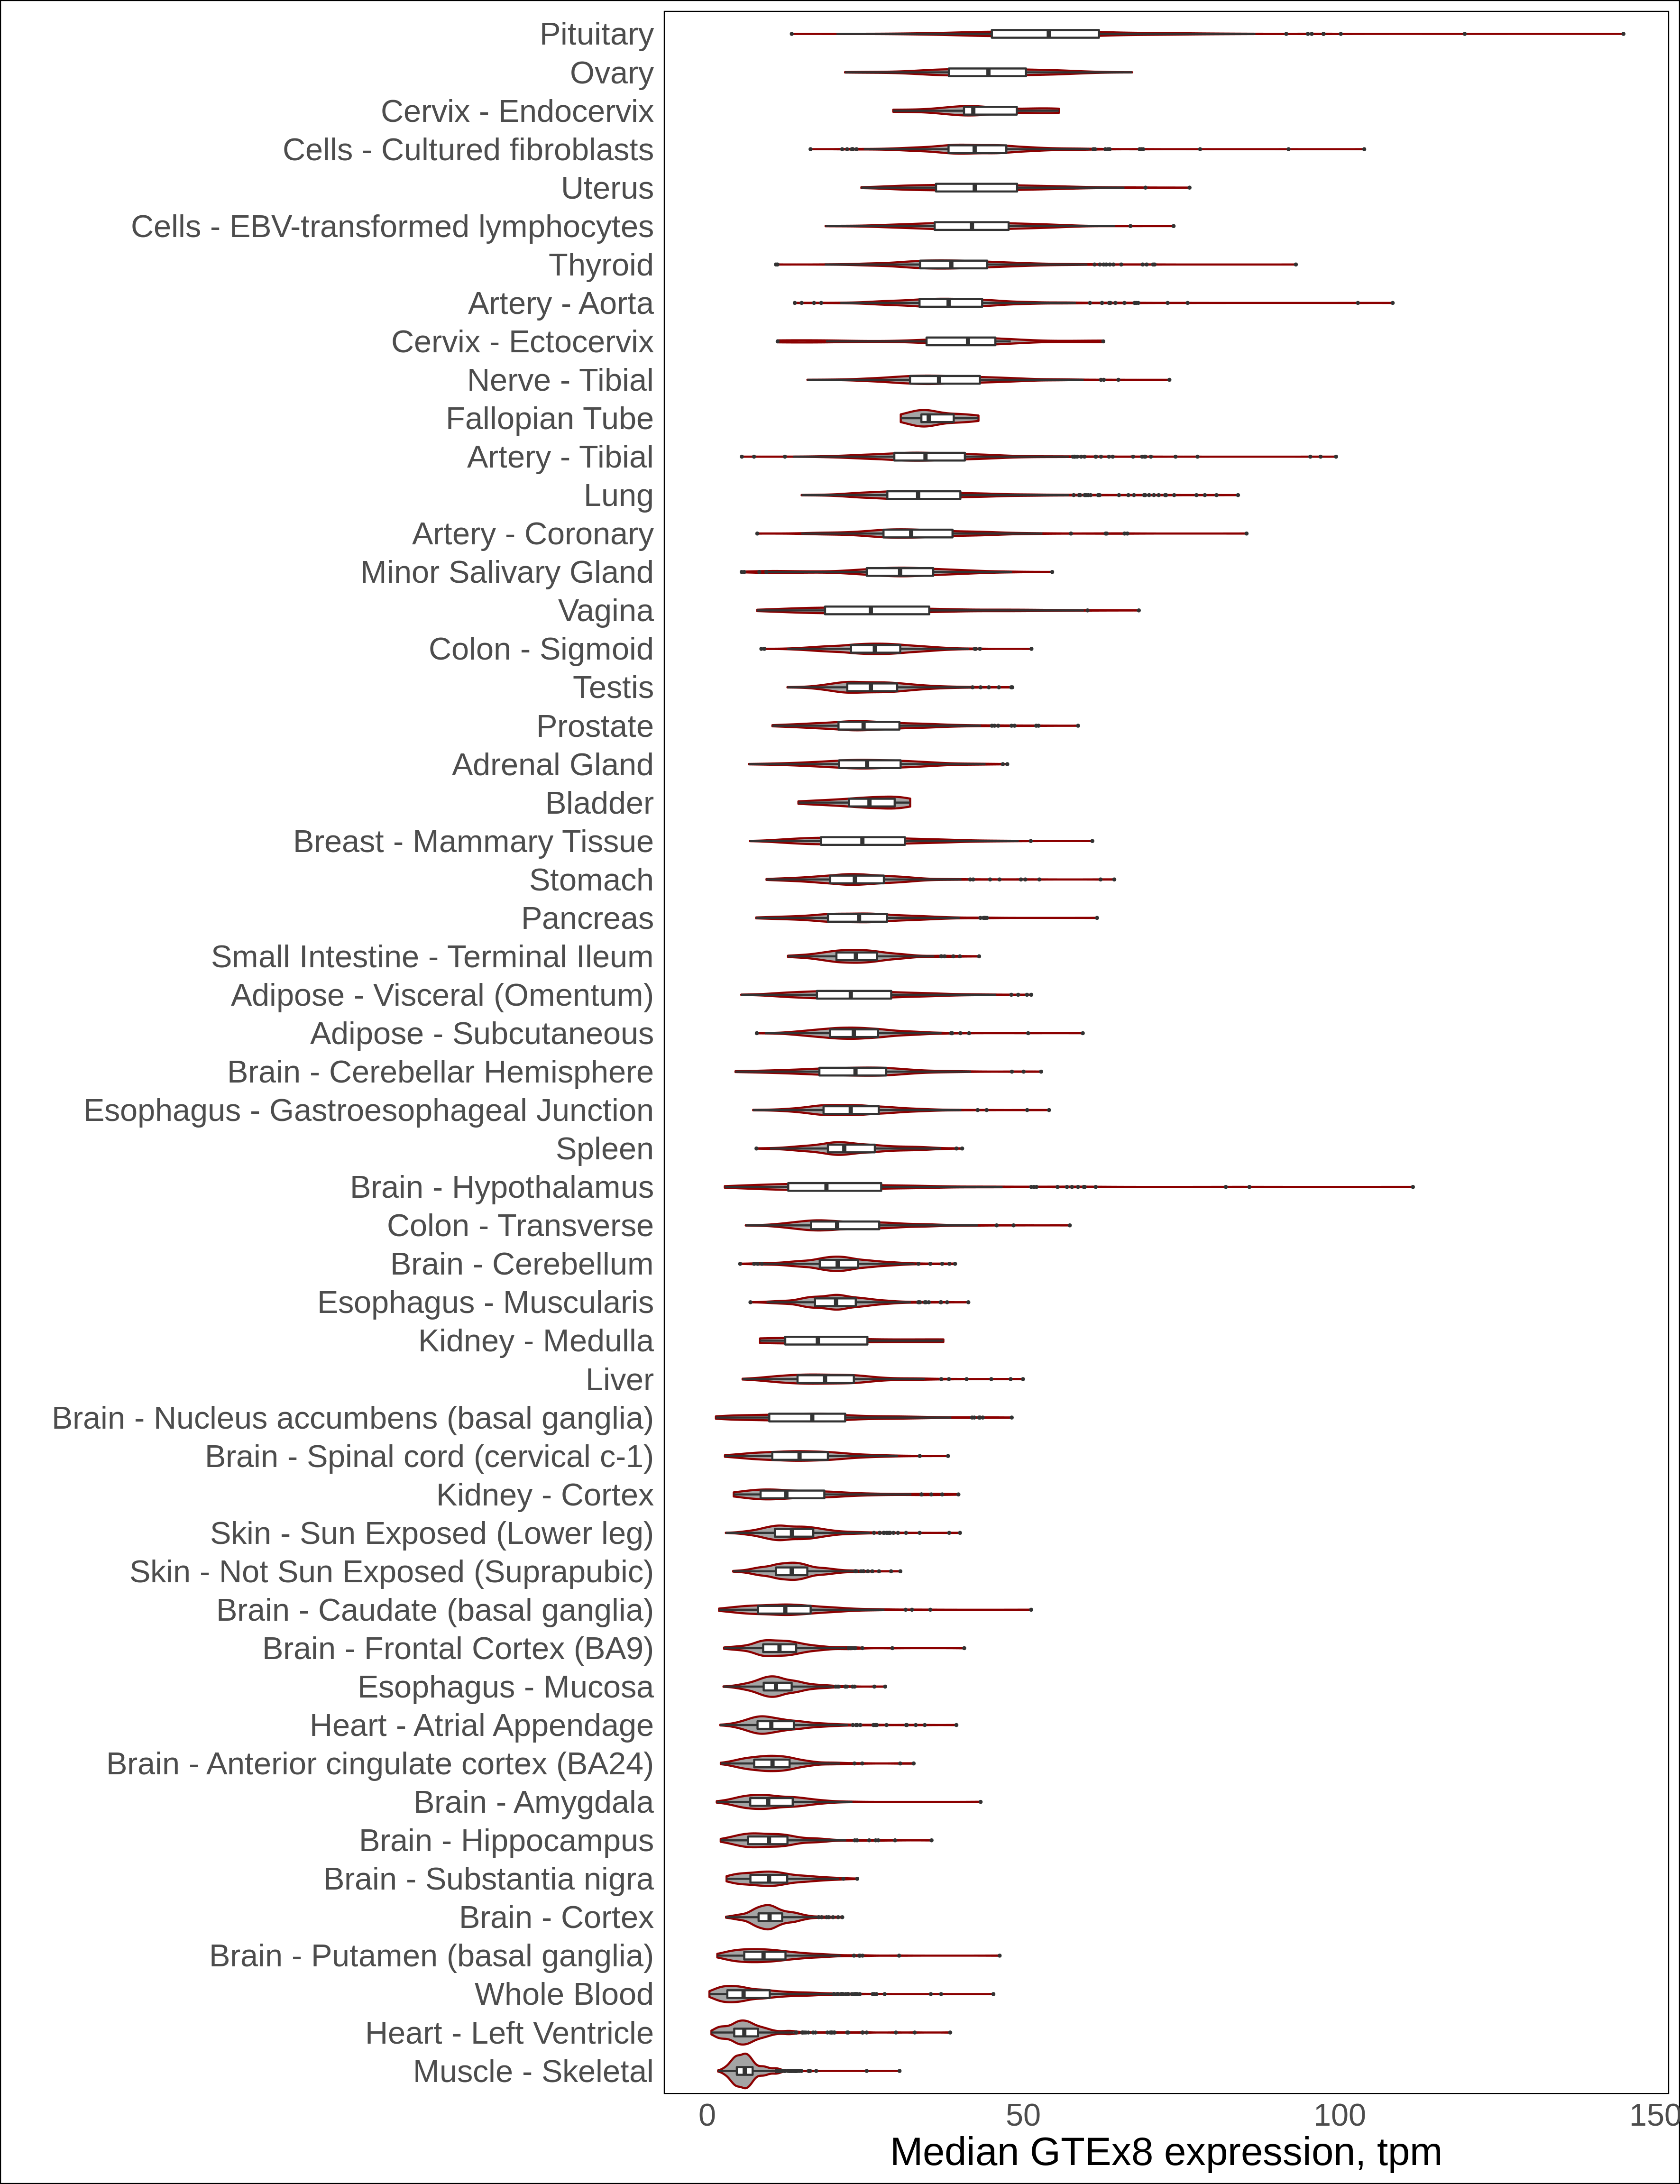 Pituitary
Ovary
Cervix - Endocervix
Cells - Cultured fibroblasts
Uterus
Cells - EBV-transformed lymphocytes
Thyroid
Artery - Aorta
Cervix - Ectocervix
Nerve - Tibial
Fallopian Tube
Artery - Tibial
Lung
Artery - Coronary
Minor Salivary Gland
Vagina
Colon - Sigmoid
Testis
Prostate
Adrenal Gland
Bladder
Breast - Mammary Tissue
Stomach
Pancreas
Small Intestine - Terminal Ileum
Adipose - Visceral (Omentum)
Adipose - Subcutaneous
Brain - Cerebellar Hemisphere
Esophagus - Gastroesophageal Junction
Spleen
Brain - Hypothalamus
Colon - Transverse
Brain - Cerebellum
Esophagus - Muscularis
Kidney - Medulla
Liver
Brain - Nucleus accumbens (basal ganglia)
Brain - Spinal cord (cervical c-1)
Kidney - Cortex
Skin - Sun Exposed (Lower leg)
Skin - Not Sun Exposed (Suprapubic)
Brain - Caudate (basal ganglia)
Brain - Frontal Cortex (BA9)
Esophagus - Mucosa
Heart - Atrial Appendage
Brain - Anterior cingulate cortex (BA24)
Brain - Amygdala
Brain - Hippocampus
Brain - Substantia nigra
Brain - Cortex
Brain - Putamen (basal ganglia)
Whole Blood
Heart - Left Ventricle
Muscle - Skeletal
0 50 100 150
Median GTEx8 expression, tpm